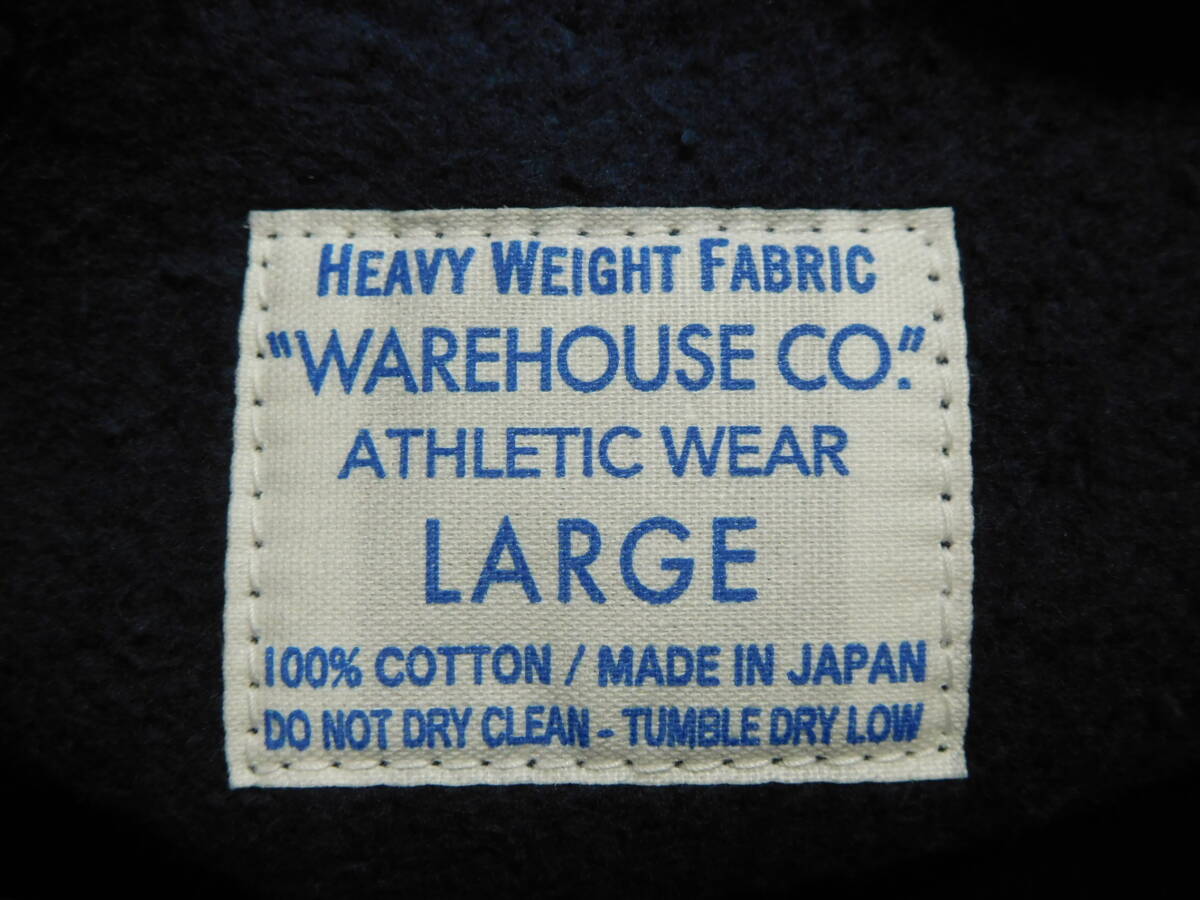 HEAVY WEIGHT FABRIC
"WAREHOUSE CO."
ATHLETIC WEAR
LARGE
100% COTTON / MADE IN JAPAN
DO NOT DRY CLEAN - TUMBLE DRY LOW